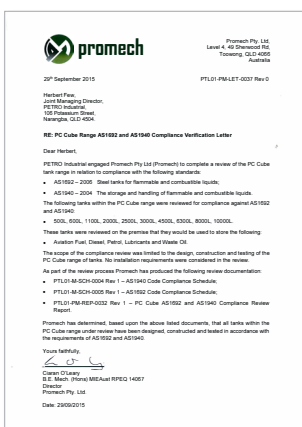 promech
Promech Pty. Ltd,
Level 4, 49 Sherwood Rd,
Toowong, QLD 4066
Australia
29th September 2015
PTL01-PM-LET-0037 Rev 0
Herbert Few,
Joint Managing Director,
PETRO Industrial,
106 Potassium Street,
Narangba, QLD 4504.
RE: PC Cube Range AS1692 and AS1940 Compliance Verification Letter
Dear Herbert,
PETRO Industrial engaged Promech Pty Ltd (Promech) to complete a review of the PC Cube
tank range in relation to compliance with the following standards:
• AS1692 – 2006 Steel tanks for flammable and combustible liquids;
• AS1940 – 2004 The storage and handling of flammable and combustible liquids.
The following tanks within the PC Cube range were reviewed for compliance against AS1692
and AS1940:
• 500L, 600L, 1100L, 2000L, 2500L, 3000L, 4500L, 6300L, 8000L, 10000L.
These tanks were reviewed on the premise that they would be used to store the following:
• Aviation Fuel, Diesel, Petrol, Lubricants and Waste Oil.
The scope of the compliance review was limited to the design, construction and testing of the
PC Cube range of tanks. No installation requirements were considered in the review.
As part of the review process Promech has produced the following review documentation:
• PTL01-M-SCH-0004 Rev 1 – AS1940 Code Compliance Schedule;
• PTL01-M-SCH-0005 Rev 1 – AS1692 Code Compliance Schedule;
• PTL01-PM-REP-0032 Rev 1 – PC Cube AS1692 and AS1940 Compliance Review
Report.
Promech has determined, based upon the above listed documents, that all tanks within the
PC Cube range under review have been designed, constructed and tested in accordance with
the requirements of AS1692 and AS1940.
Yours faithfully,
Ciaran O'Leary
B.E. Mech. (Hons) MIEAust RPEQ 14067
Director
Promech Pty. Ltd.
Date: 29/09/2015